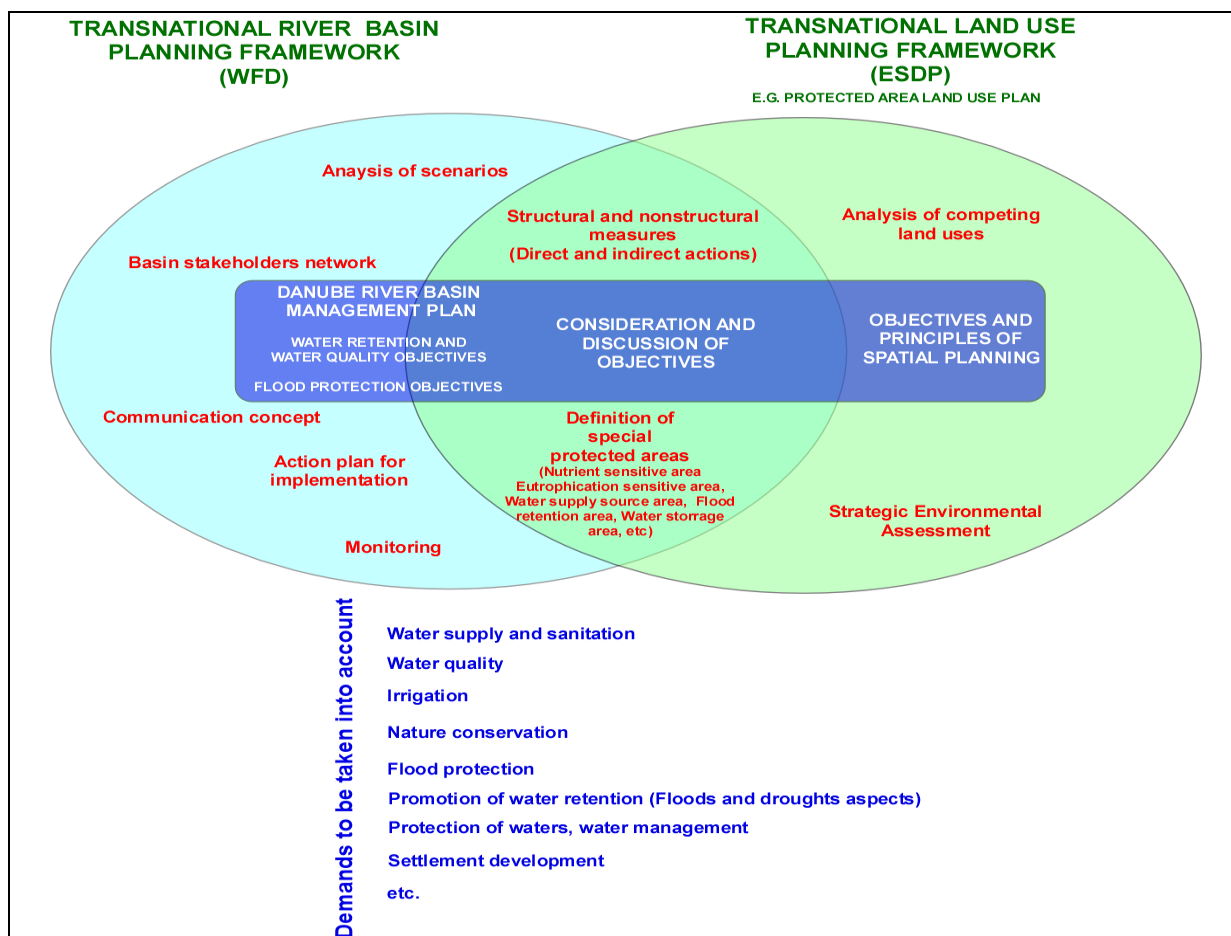 TRANSNATIONAL RIVER BASIN
PLANNING FRAMEWORK
(WFD)
TRANSNATIONAL LAND USE
PLANNING FRAMEWORK
(ESDP)
E.G. PROTECTED AREA LAND USE PLAN
Anaysis of scenarios
Structural and nonstructural
measures
(Direct and indirect actions)
Analysis of competing
land uses
Basin stakeholders network
DANUBE RIVER BASIN
MANAGEMENT PLAN
WATER RETENTION AND
WATER QUALITY OBJECTIVES
FLOOD PROTECTION OBJECTIVES
CONSIDERATION AND
DISCUSSION OF
OBJECTIVES
OBJECTIVES AND
PRINCIPLES OF
SPATIAL PLANNING
Communication concept
Action plan for
implementation
Monitoring
Definition of
special
protected areas
(Nutrient sensitive area
Eutrophication sensitive area,
Water supply source area, Flood
retention area, Water storrage
area, etc)
Strategic Environmental
Assessment
Demands to be taken into account
Water supply and sanitation
Water quality
Irrigation
Nature conservation
Flood protection
Promotion of water retention (Floods and droughts aspects)
Protection of waters, water management
Settlement development
etc.